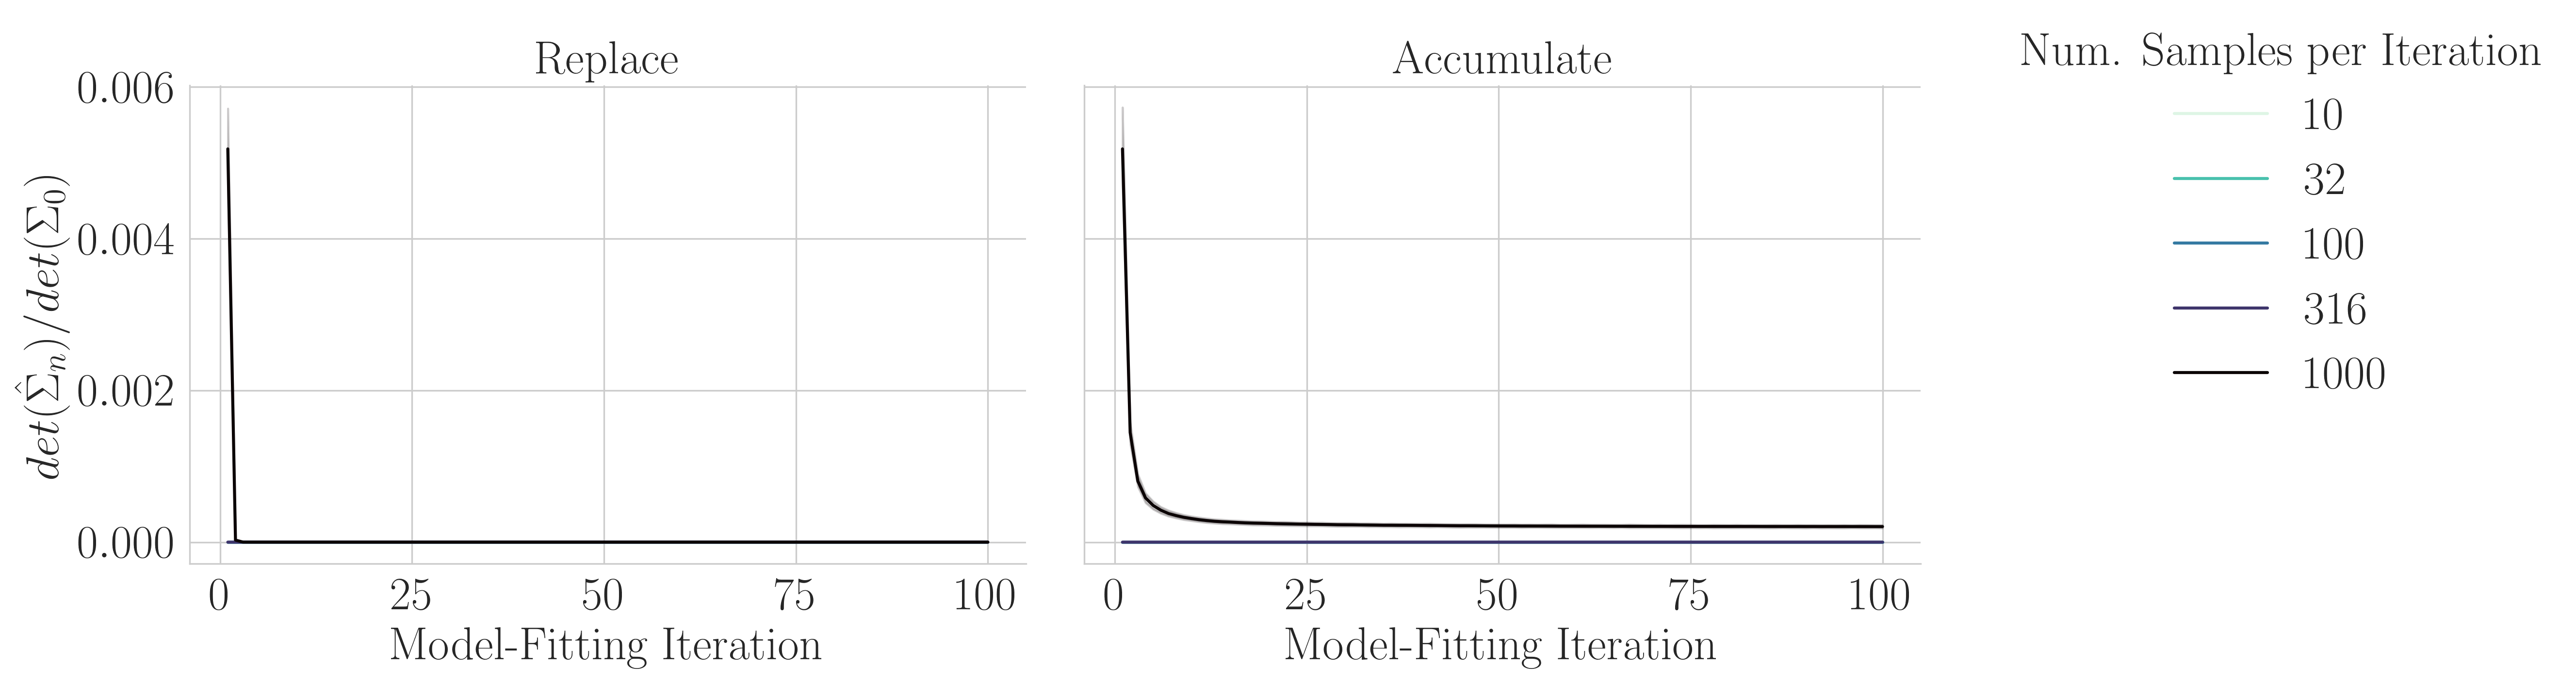 Replace
Accumulate
Num. Samples per Iteration
10
32
100
316
1000
det(Σ̂ₙ)/det(Σ₀)
0.006
0.004
0.002
0.000
0 25 50 75 100
0 25 50 75 100
Model-Fitting Iteration
Model-Fitting Iteration